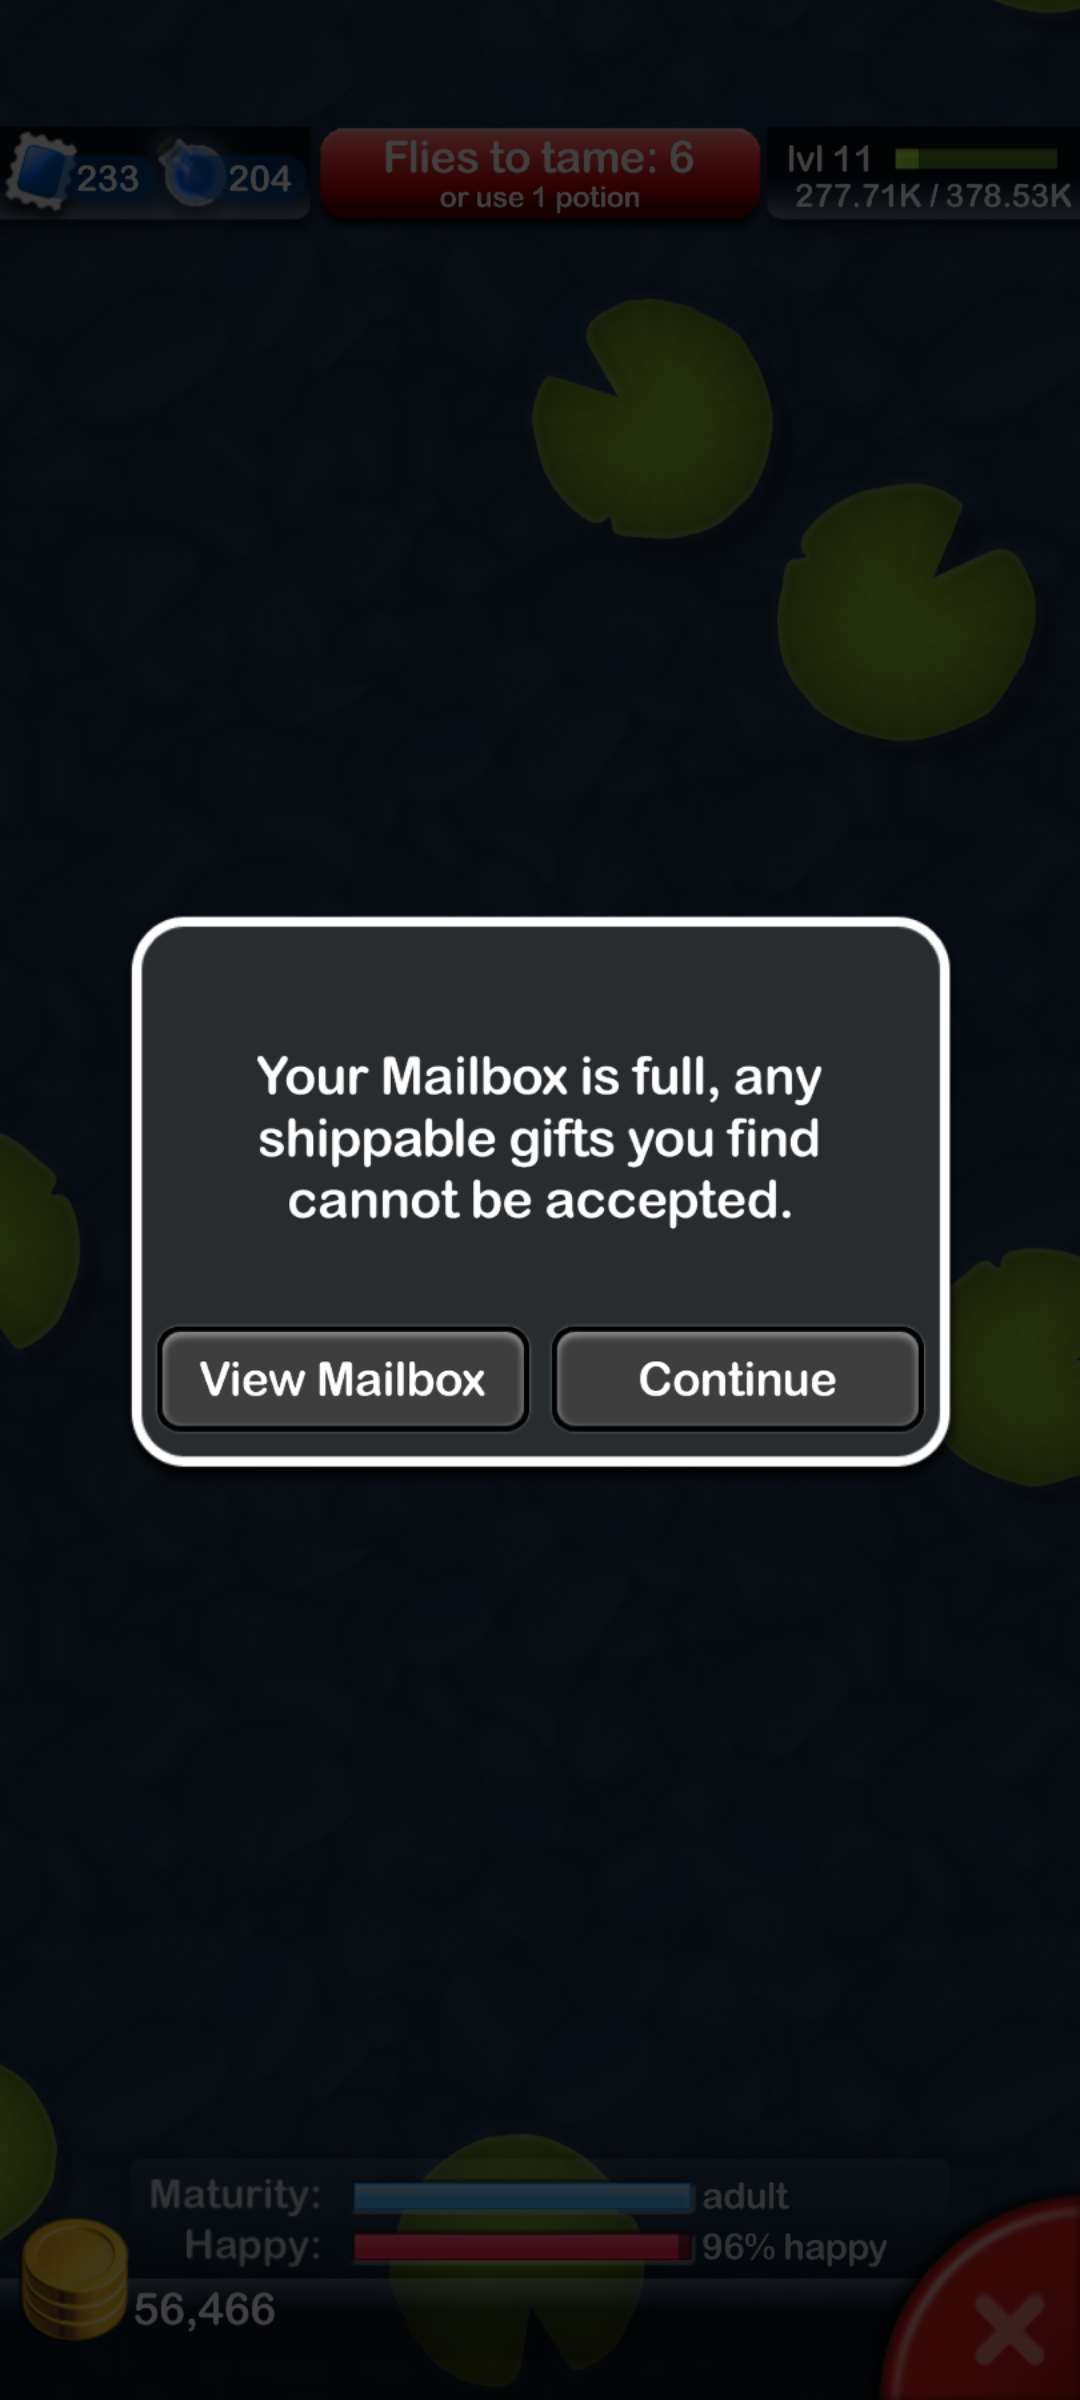 233
204
Flies to tame: 6
or use 1 potion
lvl 11
277.71K / 378.53K
Your Mailbox is full, any
shippable gifts you find
cannot be accepted.
View Mailbox
Continue
Maturity:
adult
Happy:
96% happy
56,466